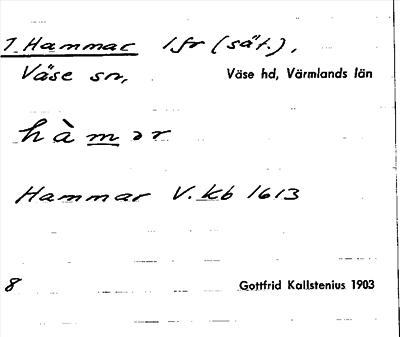 1 Hammar 1 fr (sät.),
Väse sn, Väse hd, Värmlands län
hàmər
Hammar V. kb 1613
8 Gottfrid Kallstenius 1903